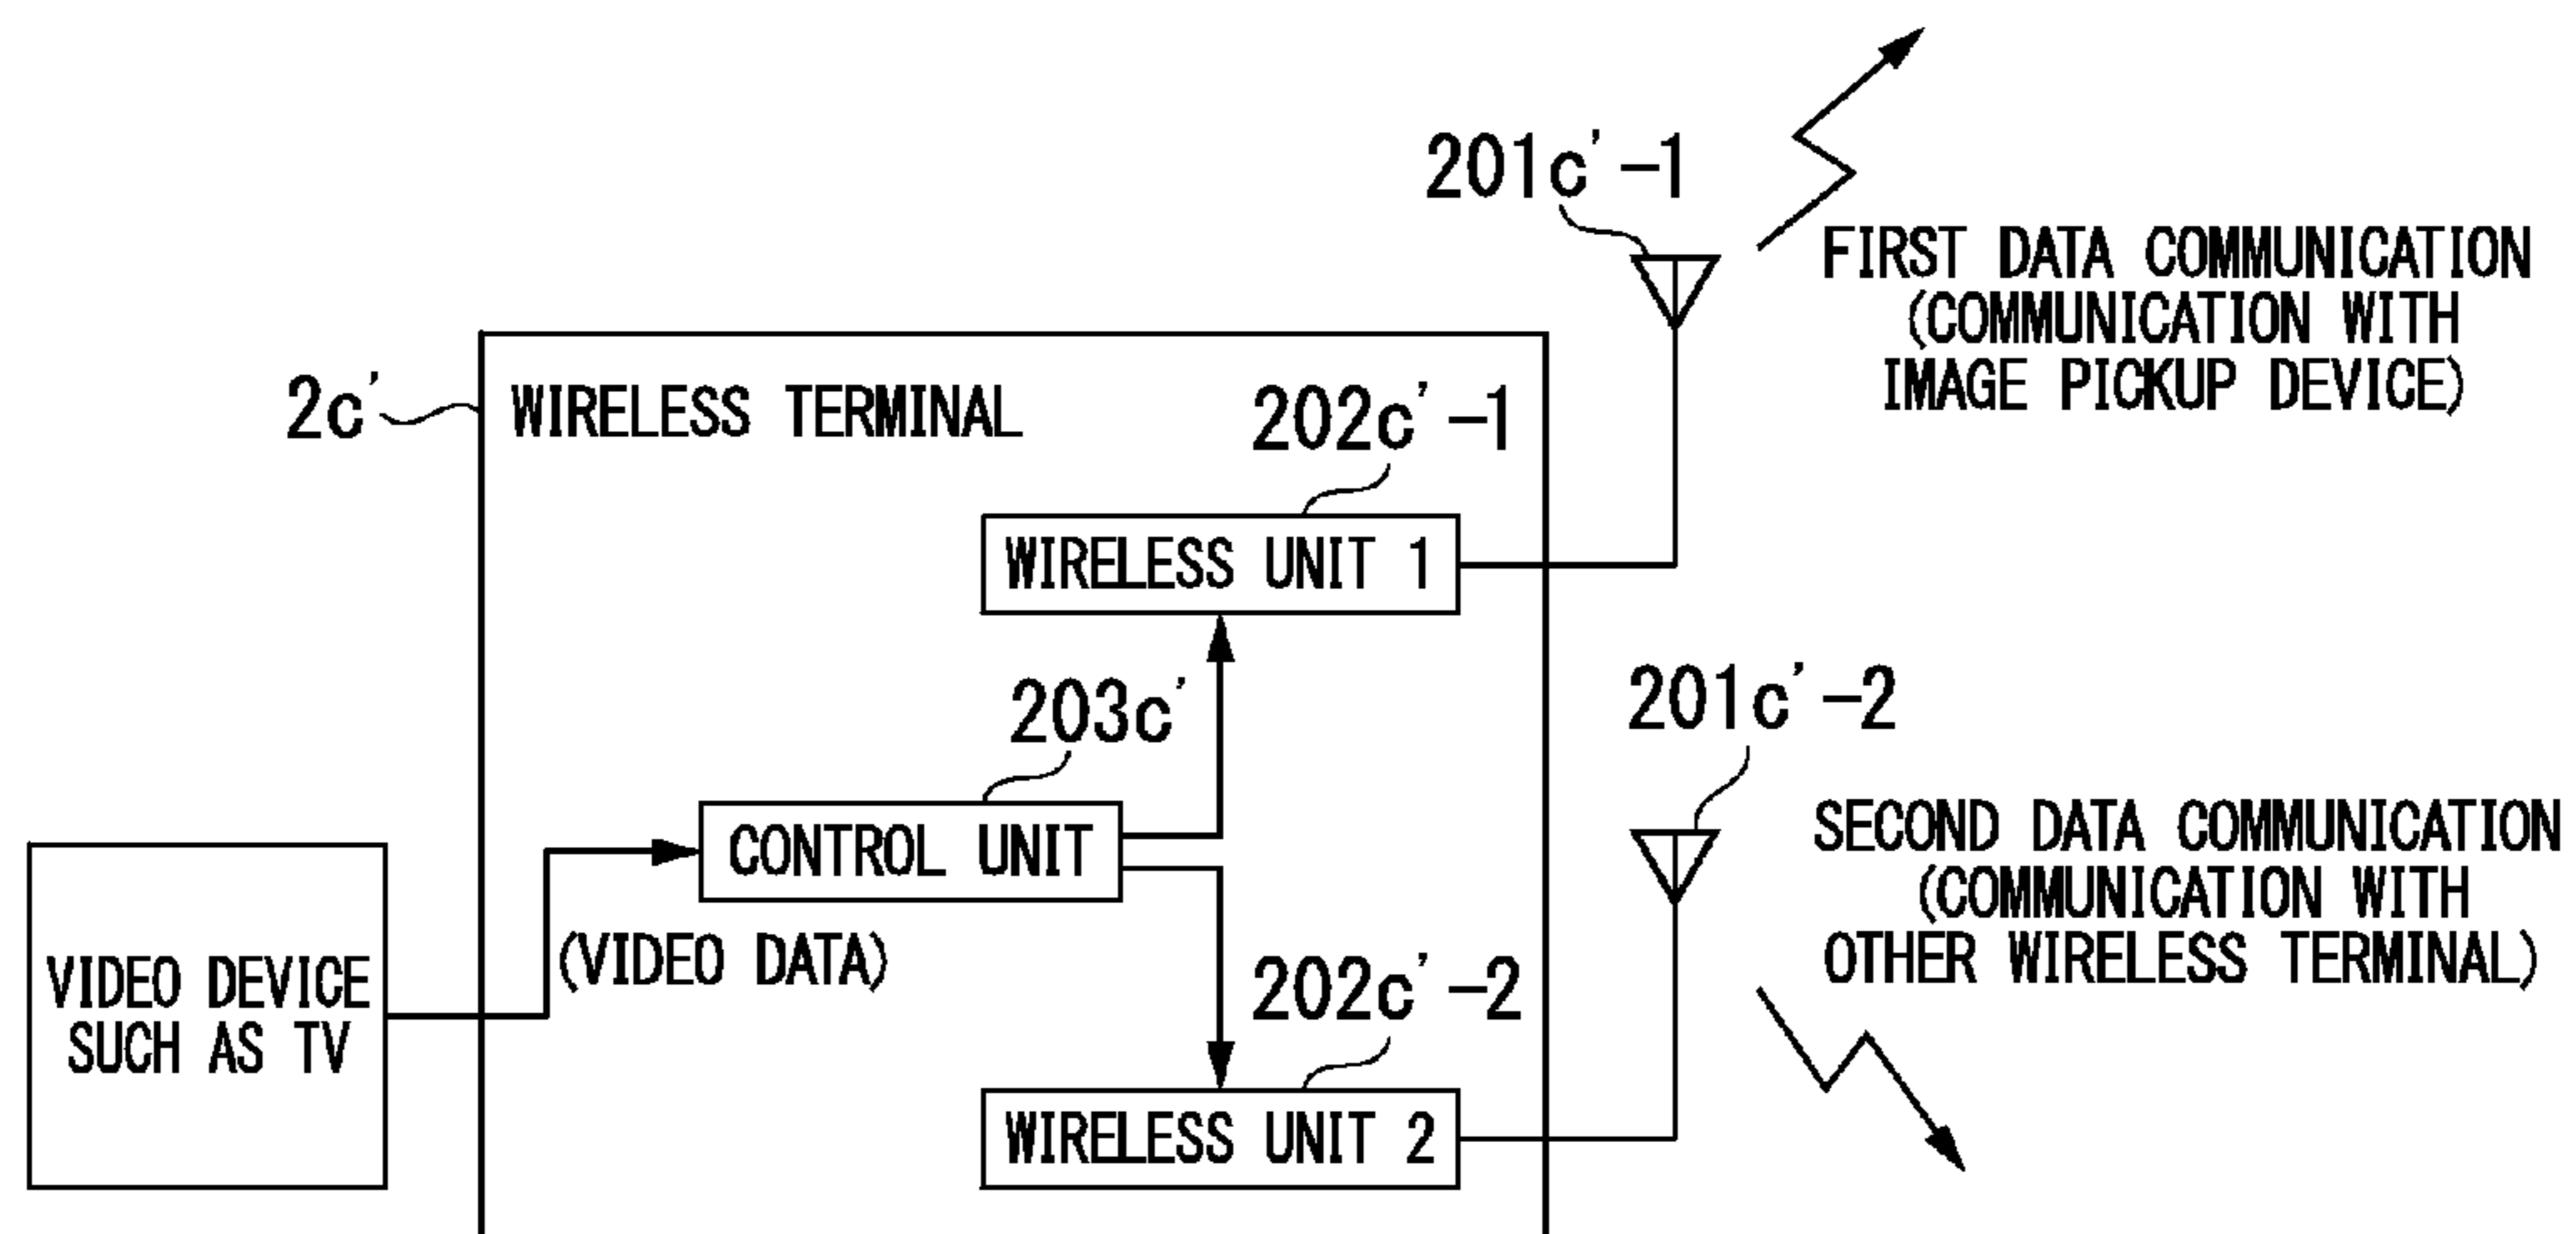 201c'-1
FIRST DATA COMMUNICATION
(COMMUNICATION WITH
IMAGE PICKUP DEVICE)
2c'
WIRELESS TERMINAL
202c'-1
WIRELESS UNIT 1
203c'
201c'-2
CONTROL UNIT
SECOND DATA COMMUNICATION
(COMMUNICATION WITH
OTHER WIRELESS TERMINAL)
(VIDEO DATA)
VIDEO DEVICE
SUCH AS TV
202c'-2
WIRELESS UNIT 2